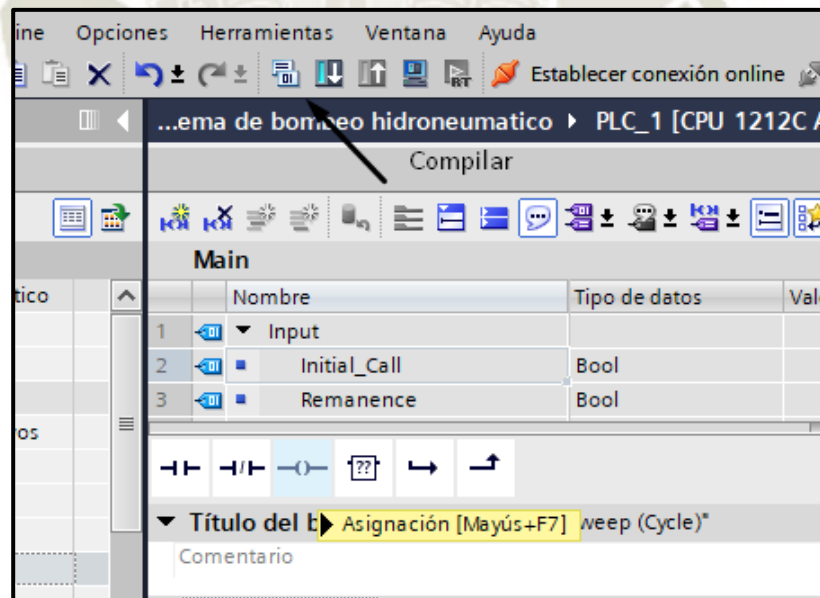 ine Opciones Herramientas Ventana Ayuda
RT Establecer conexión online
...ema de bombeo hidroneumatico PLC_1 [CPU 1212C A
Compilar
Main
tico Nombre Tipo de datos Val
1 Input
2 Initial_Call Bool
3 Remanence Bool
os
??
Título del b Asignación [Mayús+F7] weep (Cycle)"
Comentario